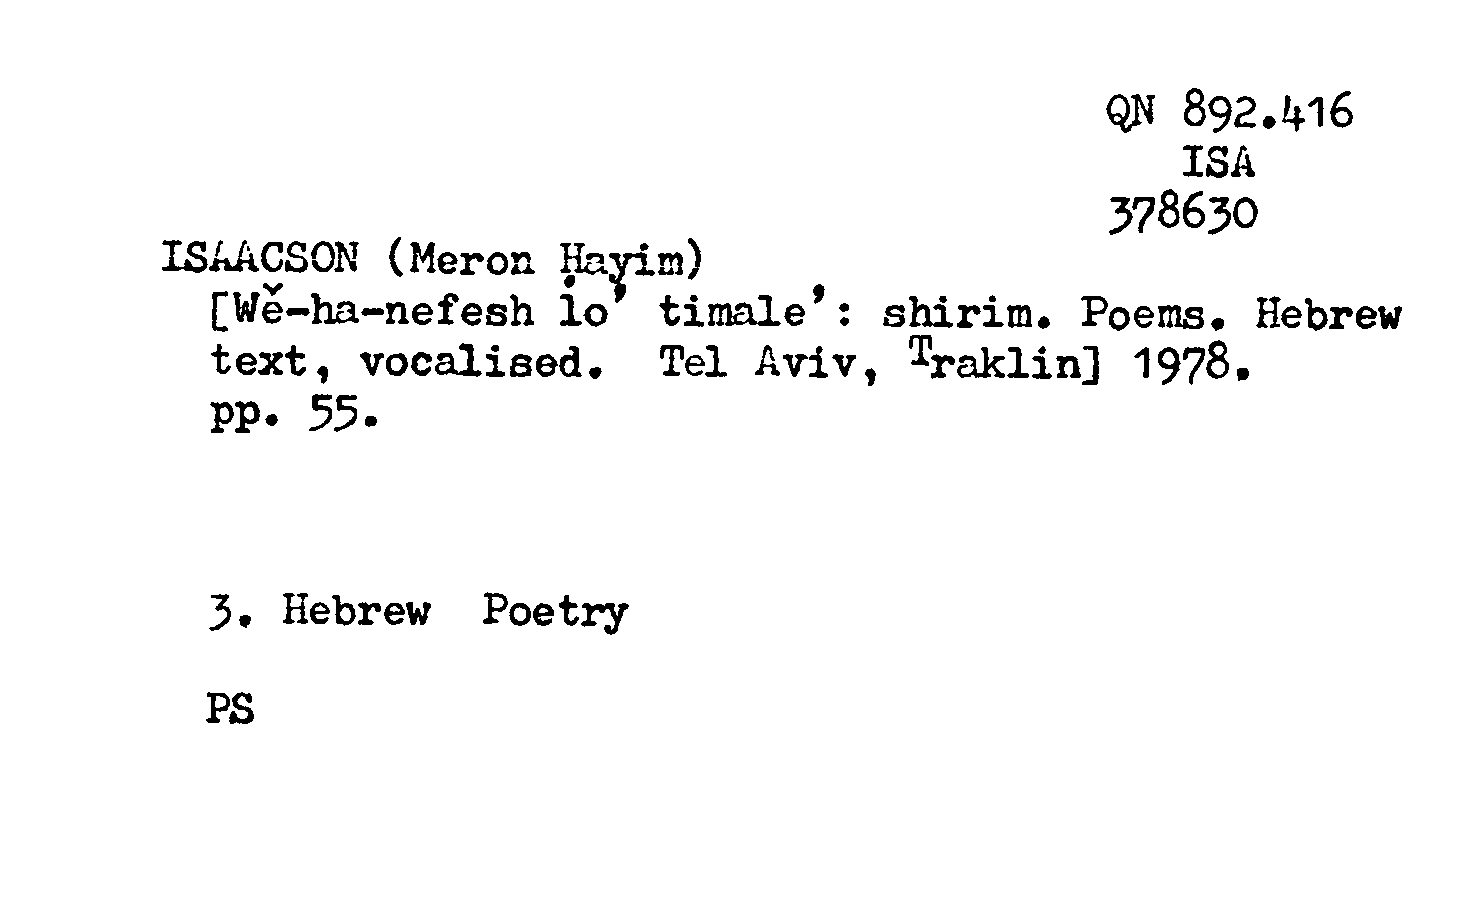 QN 892.416
ISA
378630
ISAACSON (Meron Ḥayim)
[Wě-ha-nefesh lo’ timale’: shirim. Poems. Hebrew
text, vocalised. Tel Aviv, Traklin] 1978.
pp. 55.
3. Hebrew Poetry
PS